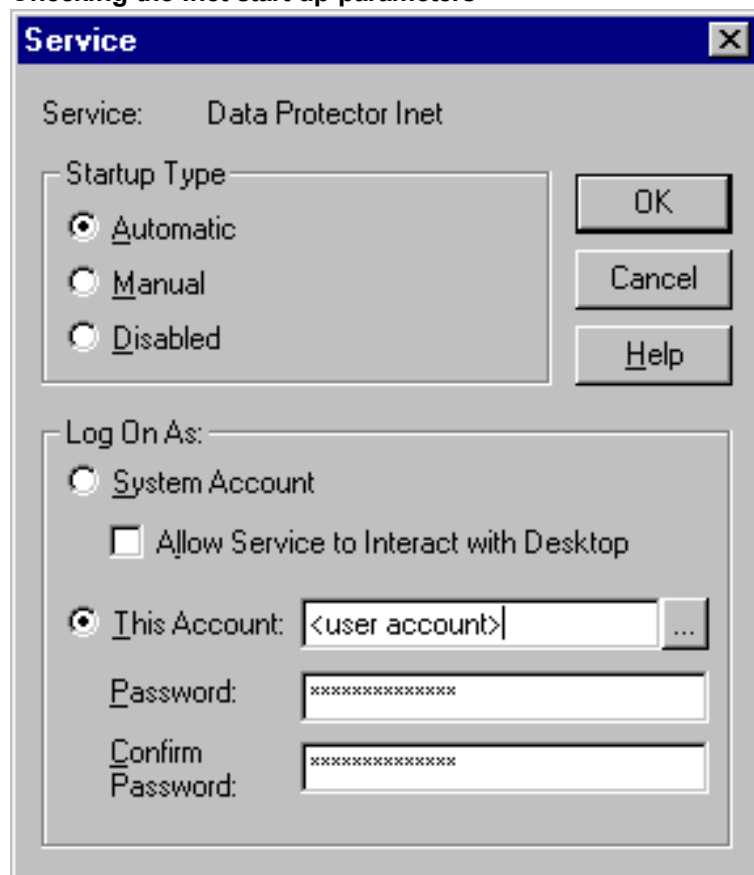 Checking the Inet start-up parameters
Service
Service: Data Protector Inet
Startup Type
Automatic
Manual
Disabled
OK
Cancel
Help
Log On As:
System Account
Allow Service to Interact with Desktop
This Account: <user account> ...
Password: **************
Confirm
Password: **************